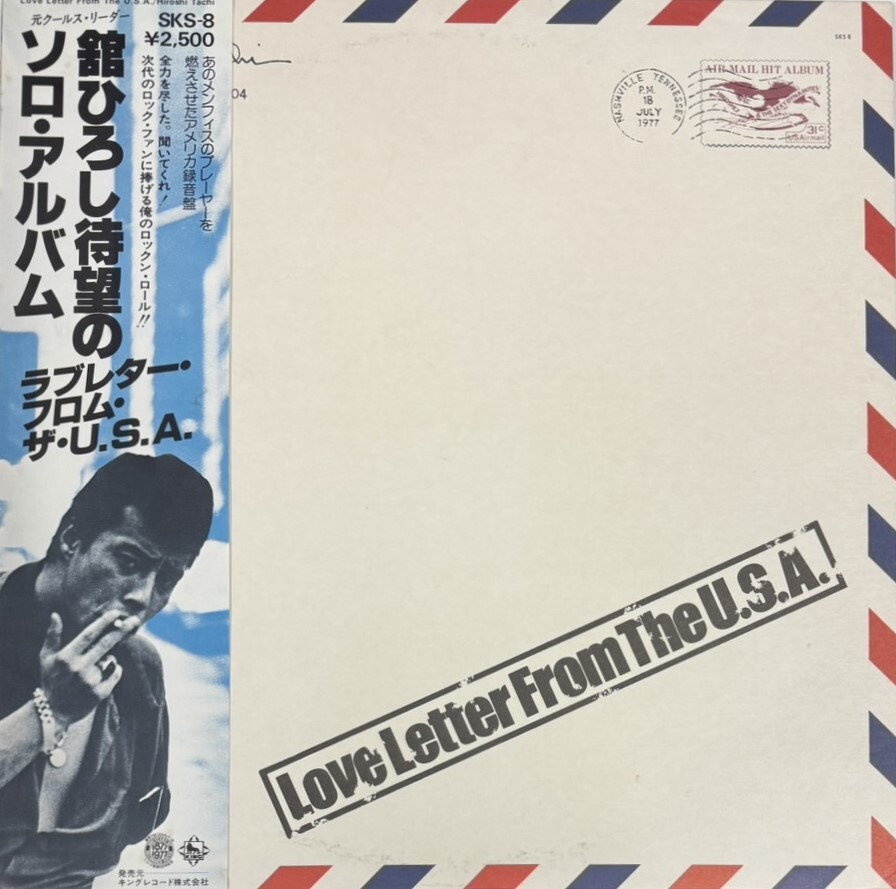 Love Letter From The U.S.A./Hiroshi Tachi
元クールス・リーダー
SKS-8
¥2,500
舘ひろし待望の
ソロ・アルバム
あのメンフィスのプレーヤーを
燃えさせたアメリカ録音盤
全力を尽した。聞いてくれ!
次代のロック・ファンに捧げる俺のロックン・ロール!!
ラブレター・
フロム・
ザ・U.S.A.
1877
1977
KING
発売元
キングレコード株式会社
04
SKS 8
NASHVILLE TENNESSEE
P.M.
18
JULY
1977
AIR MAIL HIT ALBUM
31c
USAirmail
Love Letter From The U.S.A.